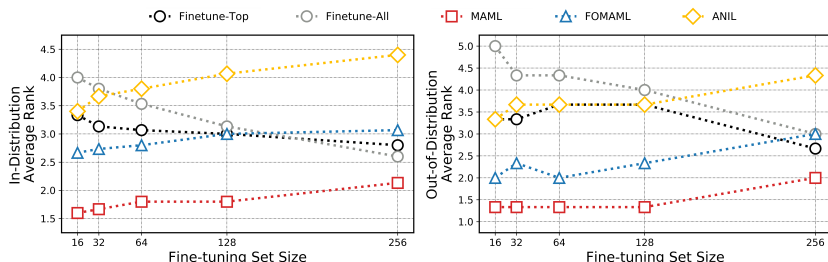 Finetune-Top Finetune-All MAML FOMAML ANIL
In-Distribution
Average Rank
4.5
4.0
3.5
3.0
2.5
2.0
1.5
16 32 64 128 256
Fine-tuning Set Size
Out-of-Distribution
Average Rank
5.0
4.5
4.0
3.5
3.0
2.5
2.0
1.5
1.0
16 32 64 128 256
Fine-tuning Set Size